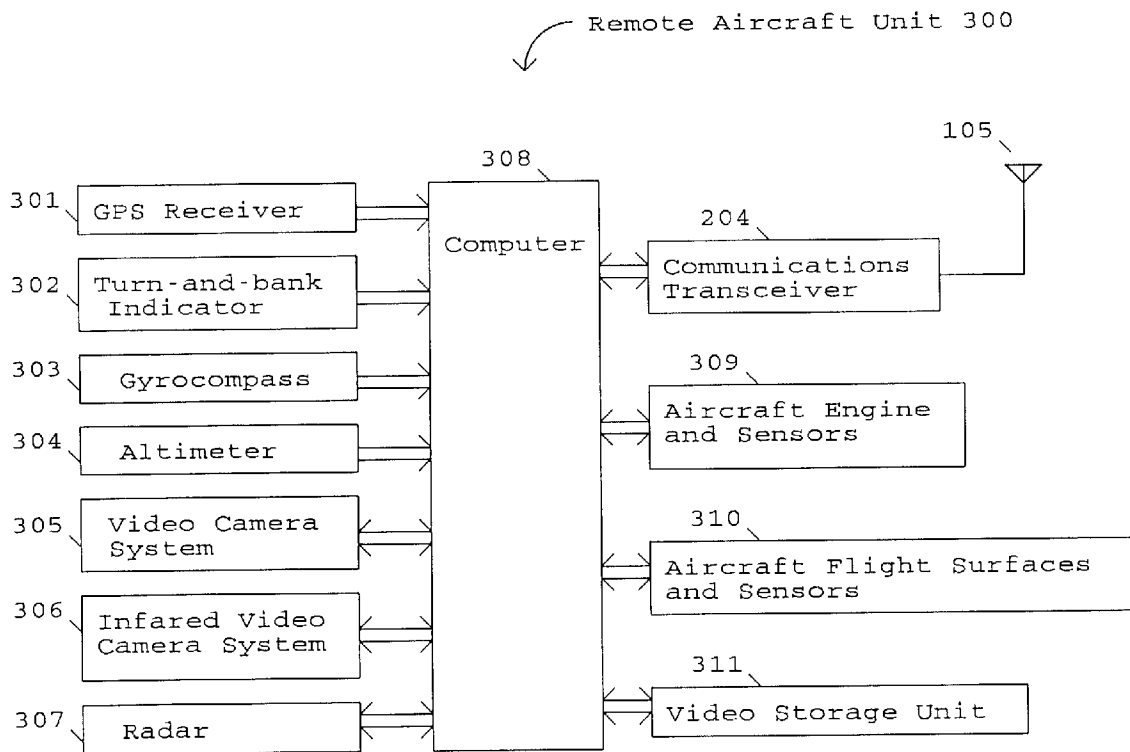 Remote Aircraft Unit 300
105
308
301
GPS Receiver
204
Computer
Communications
Transceiver
302
Turn-and-bank
Indicator
303
Gyrocompass
309
Aircraft Engine
and Sensors
304
Altimeter
305
Video Camera
System
310
Aircraft Flight Surfaces
and Sensors
306
Infared Video
Camera System
311
Video Storage Unit
307
Radar